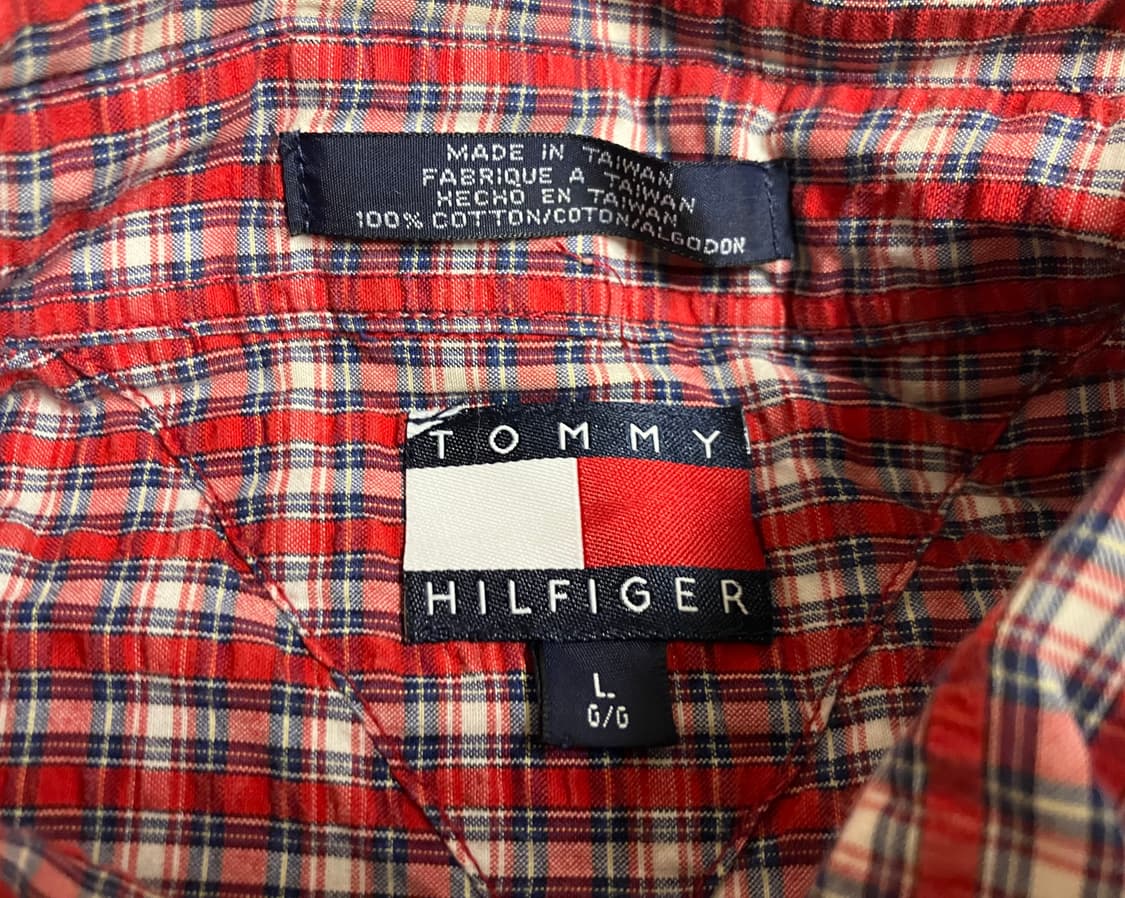 MADE IN TAIWAN
FABRIQUE A TAIWAN
HECHO EN TAIWAN
100% COTTON/COTON/ALGODON
TOMMY
HILFIGER
L.
G/G